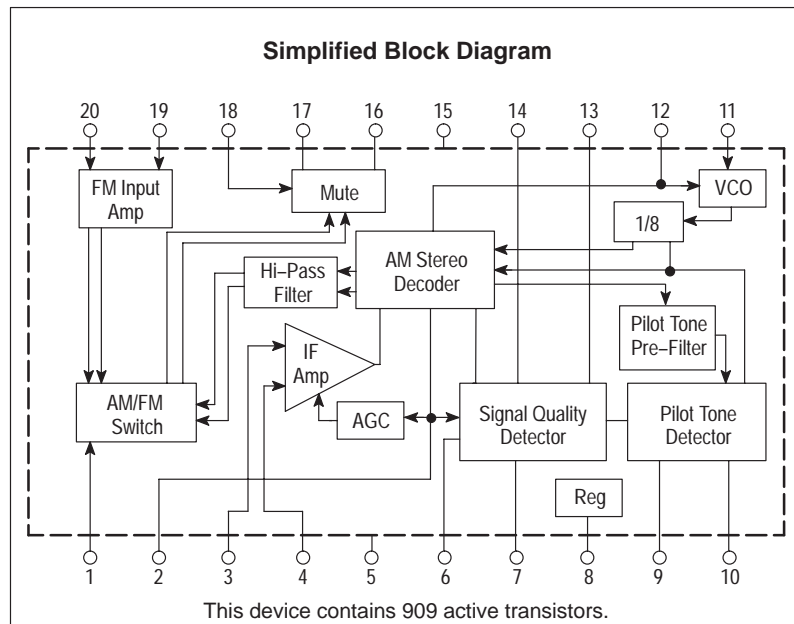 Simplified Block Diagram
20 19 18 17 16 15 14 13 12 11
FM Input
Amp
Mute
VCO
1/8
AM Stereo
Decoder
Hi–Pass
Filter
Pilot Tone
Pre–Filter
IF
Amp
AM/FM
Switch
AGC
Signal Quality
Detector
Pilot Tone
Detector
Reg
1 2 3 4 5 6 7 8 9 10
This device contains 909 active transistors.